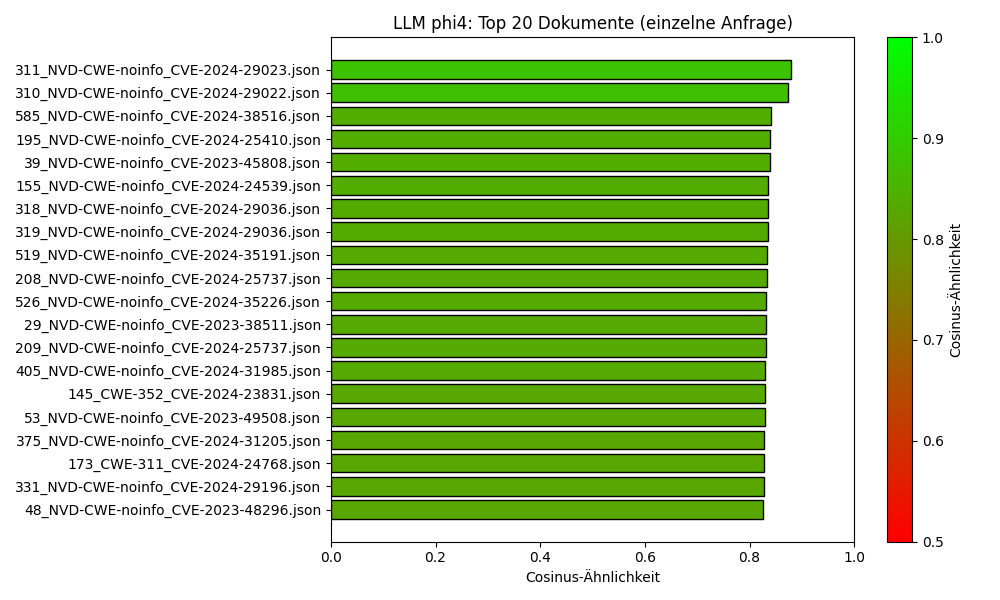 LLM phi4: Top 20 Dokumente (einzelne Anfrage)
311_NVD-CWE-noinfo_CVE-2024-29023.json
310_NVD-CWE-noinfo_CVE-2024-29022.json
585_NVD-CWE-noinfo_CVE-2024-38516.json
195_NVD-CWE-noinfo_CVE-2024-25410.json
39_NVD-CWE-noinfo_CVE-2023-45808.json
155_NVD-CWE-noinfo_CVE-2024-24539.json
318_NVD-CWE-noinfo_CVE-2024-29036.json
319_NVD-CWE-noinfo_CVE-2024-29036.json
519_NVD-CWE-noinfo_CVE-2024-35191.json
208_NVD-CWE-noinfo_CVE-2024-25737.json
526_NVD-CWE-noinfo_CVE-2024-35226.json
29_NVD-CWE-noinfo_CVE-2023-38511.json
209_NVD-CWE-noinfo_CVE-2024-25737.json
405_NVD-CWE-noinfo_CVE-2024-31985.json
145_CWE-352_CVE-2024-23831.json
53_NVD-CWE-noinfo_CVE-2023-49508.json
375_NVD-CWE-noinfo_CVE-2024-31205.json
173_CWE-311_CVE-2024-24768.json
331_NVD-CWE-noinfo_CVE-2024-29196.json
48_NVD-CWE-noinfo_CVE-2023-48296.json
0.0 0.2 0.4 0.6 0.8 1.0
Cosinus-Ähnlichkeit
1.0
0.9
0.8
0.7
0.6
0.5
Cosinus-Ähnlichkeit